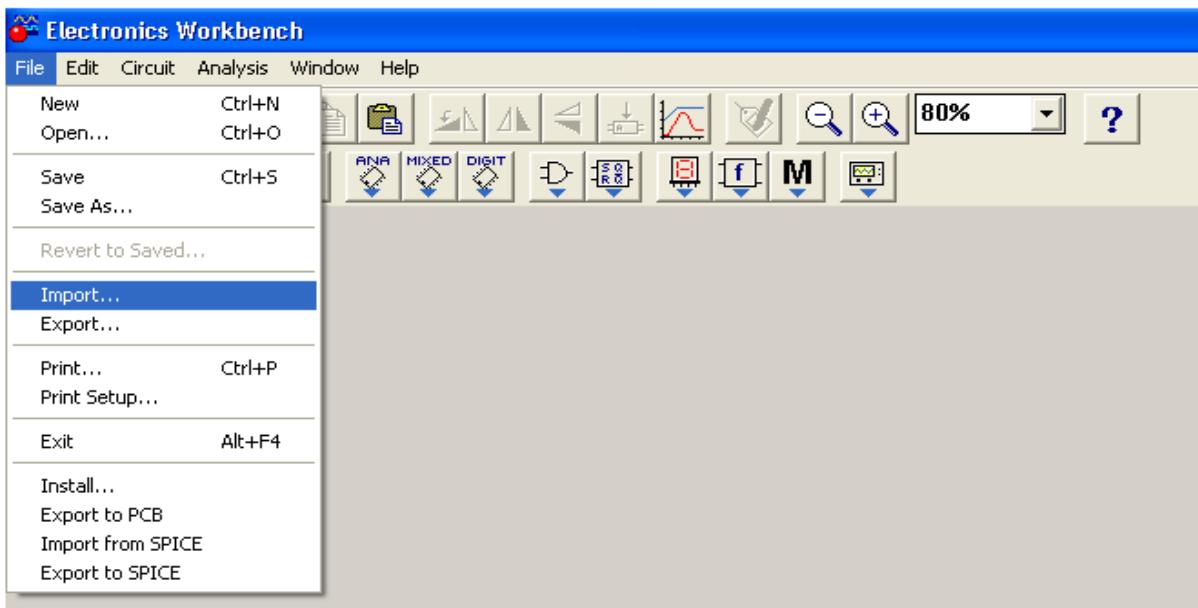 Electronics Workbench
File Edit Circuit Analysis Window Help
New Ctrl+N
Open... Ctrl+O
Save Ctrl+S
Save As...
Revert to Saved...
Import...
Export...
Print... Ctrl+P
Print Setup...
Exit Alt+F4
Install...
Export to PCB
Import from SPICE
Export to SPICE
80% ?
ANA MIXED DIGIT S Q R Q f M